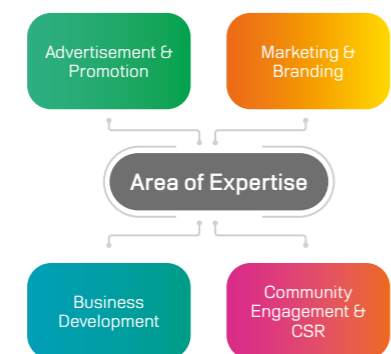 Advertisement &
Promotion
Marketing &
Branding
Area of Expertise
Business
Development
Community
Engagement &
CSR